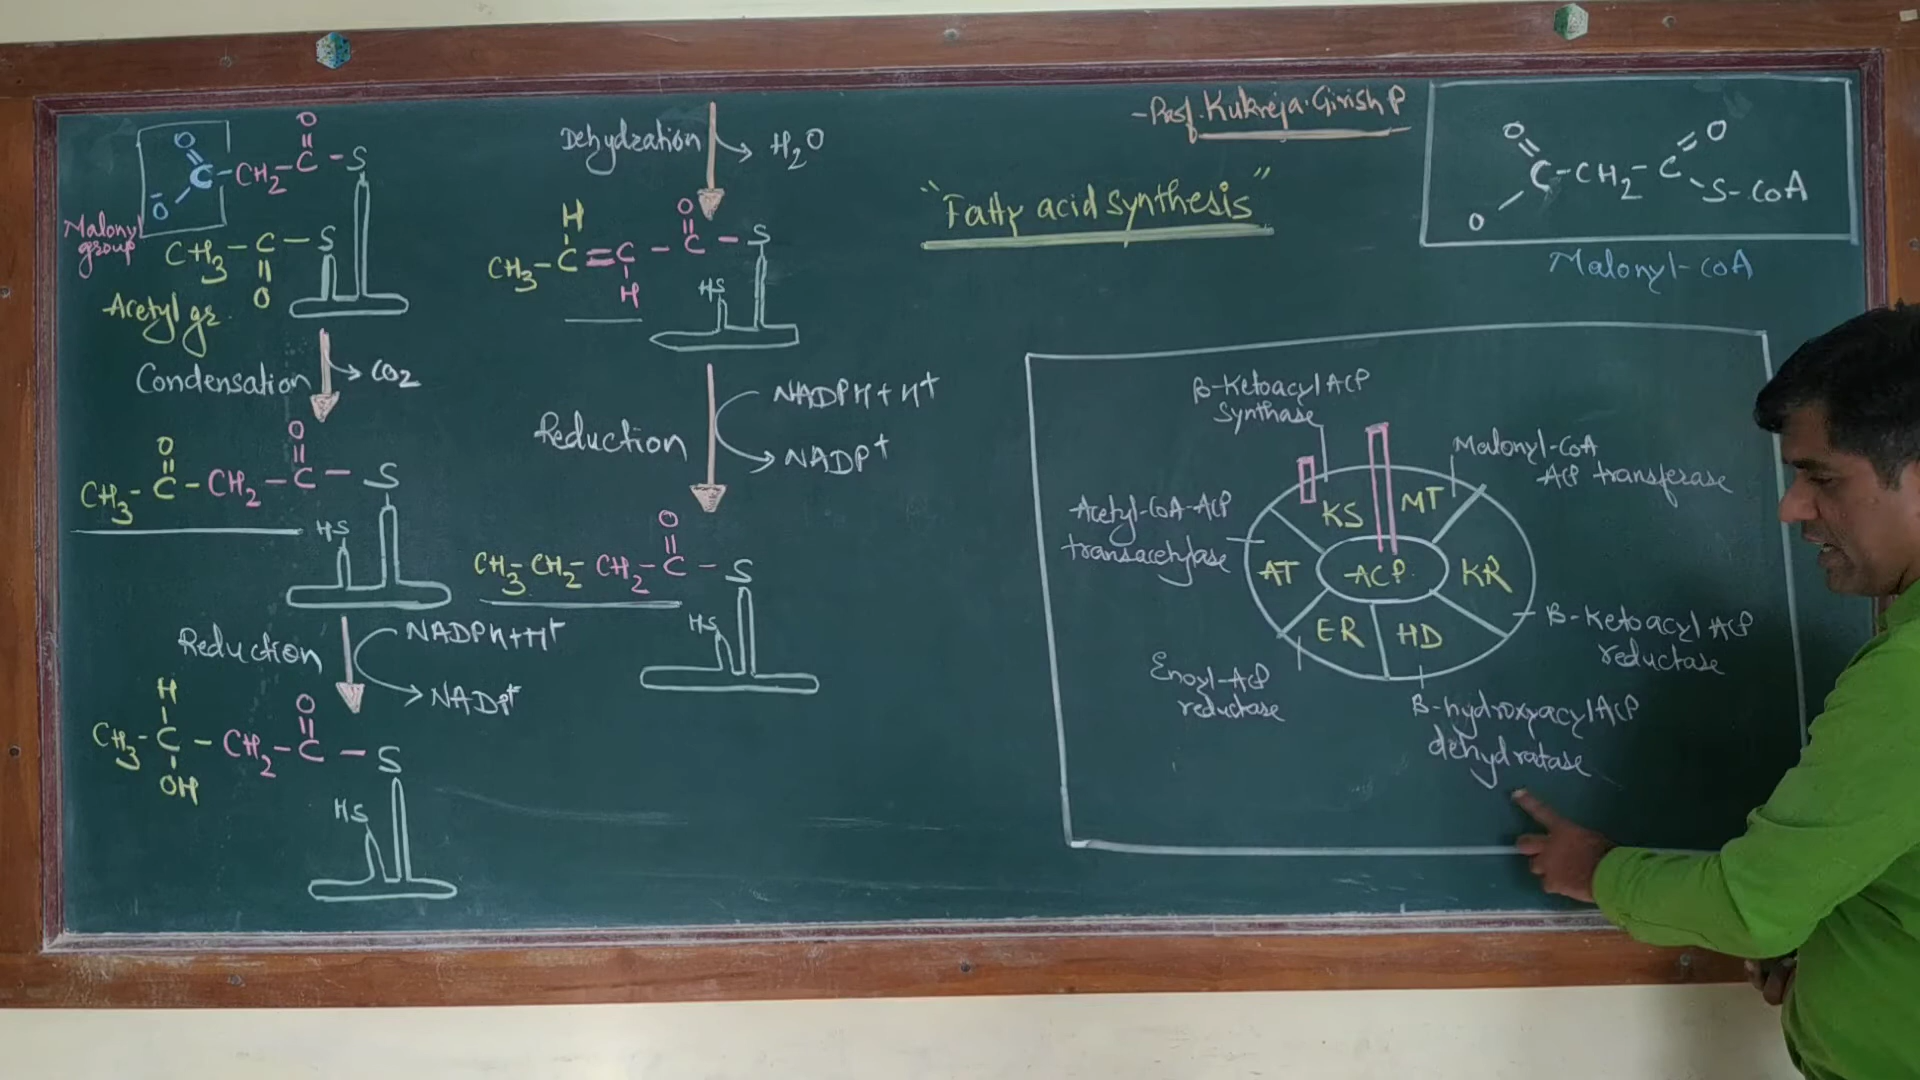 O
O
C-CH2-C-S
-O
Malonyl
group
CH3-C-S
O
Acetyl gr.
Condensation
CO2
O
O
CH3-C-CH2-C-S
HS
Reduction
NADPH+H+
NADP+
H
O
CH3-C-CH2-C-S
OH
HS
Dehydration
H2O
H
O
CH3-C=C-C-S
H
HS
Reduction
NADPH+H+
NADP+
O
CH3-CH2-CH2-C-S
HS
-Prof. Kukreja.Girish P
"Fatty acid synthesis"
O
O
C-CH2-C
S-CoA
O
Malonyl-CoA
β-Ketoacyl ACP
synthase
Malonyl-CoA
ACP transferase
Acetyl-CoA-ACP
transacetylase
KS
MT
AT
ACP
KR
ER
HD
β-Ketoacyl ACP
reductase
Enoyl-ACP
reductase
β-hydroxyacyl ACP
dehydratase